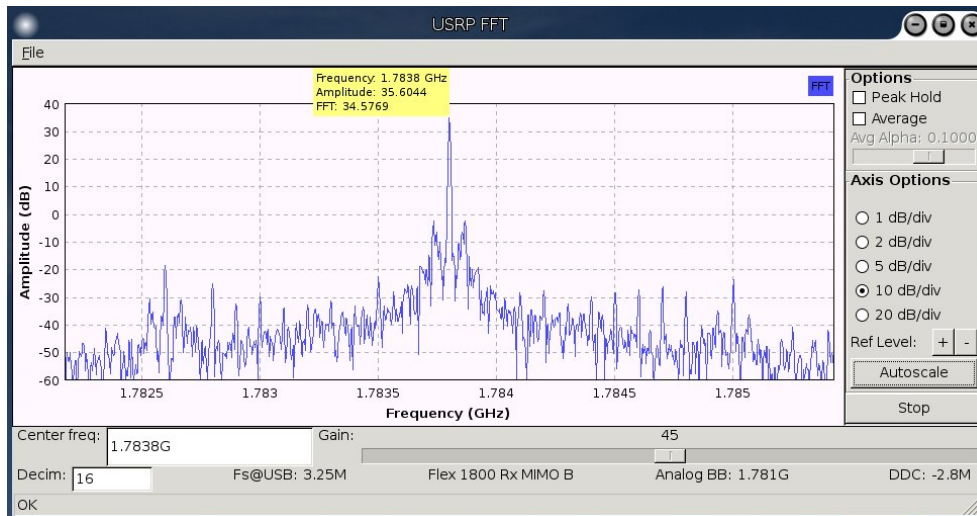 USRP FFT
File
Frequency: 1.7838 GHz
Amplitude: 35.6044
FFT: 34.5769
FFT
40
30
20
10
0
-10
-20
-30
-40
-50
-60
Amplitude (dB)
1.7825
1.783
1.7835
1.784
1.7845
1.785
Frequency (GHz)
Options
Peak Hold
Average
Avg Alpha: 0.1000
Axis Options
1 dB/div
2 dB/div
5 dB/div
10 dB/div
20 dB/div
Ref Level: + -
Autoscale
Stop
Center freq: 1.7838G Gain: 45
Decim: 16 Fs@USB: 3.25M Flex 1800 Rx MIMO B Analog BB: 1.781G DDC: -2.8M
OK